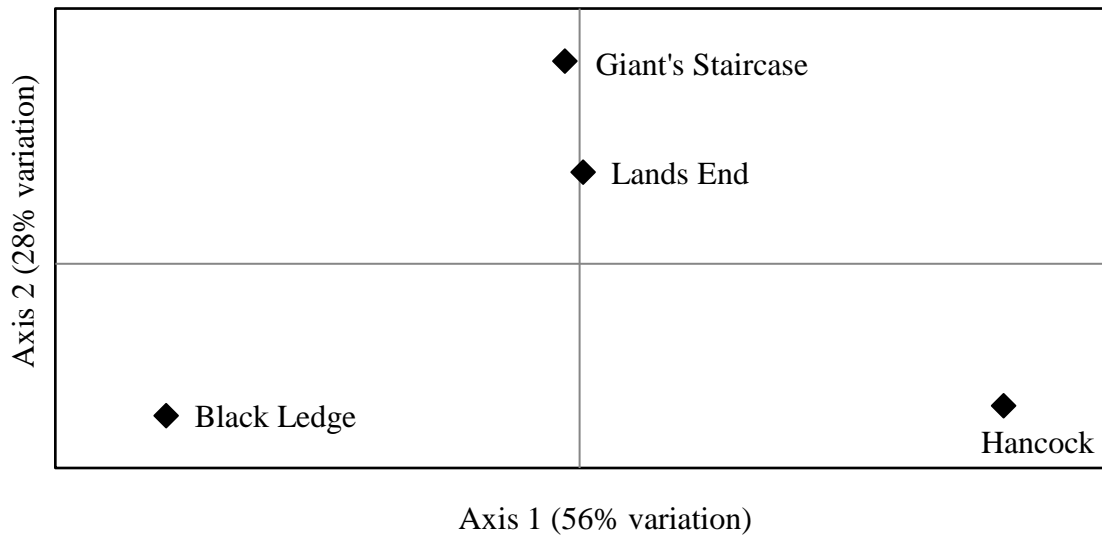 Giant's Staircase
Lands End
Axis 2 (28% variation)
Black Ledge
Hancock
Axis 1 (56% variation)